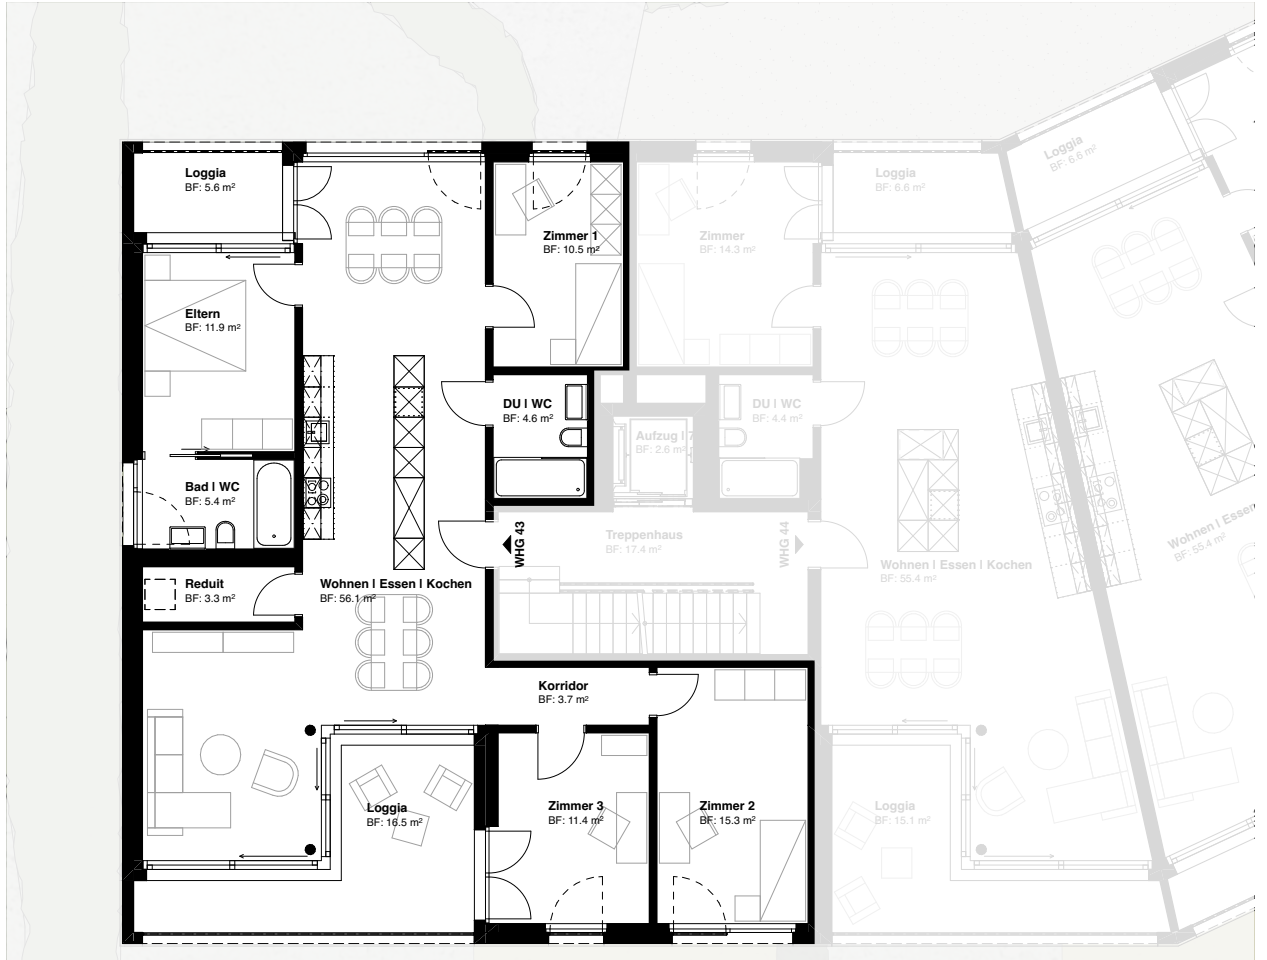 Loggia
BF: 5.6 m²
Zimmer 1
BF: 10.5 m²
Zimmer
BF: 14.3 m²
Loggia
BF: 6.6 m²
Loggia
BF: 6.6 m²
Eltern
BF: 11.9 m²
DU | WC
BF: 4.6 m²
DU | WC
BF: 4.4 m²
Aufzug |
BF: 2.6 m²
Bad | WC
BF: 5.4 m²
WHG 43
Treppenhaus
BF: 17.4 m²
WHG 44
Wohnen | Essen
BF: 55.4 m²
Reduit
BF: 3.3 m²
Wohnen | Essen | Kochen
BF: 56.1 m²
Wohnen | Essen | Kochen
BF: 55.4 m²
Korridor
BF: 3.7 m²
Loggia
BF: 16.5 m²
Zimmer 3
BF: 11.4 m²
Zimmer 2
BF: 15.3 m²
Loggia
BF: 15.1 m²